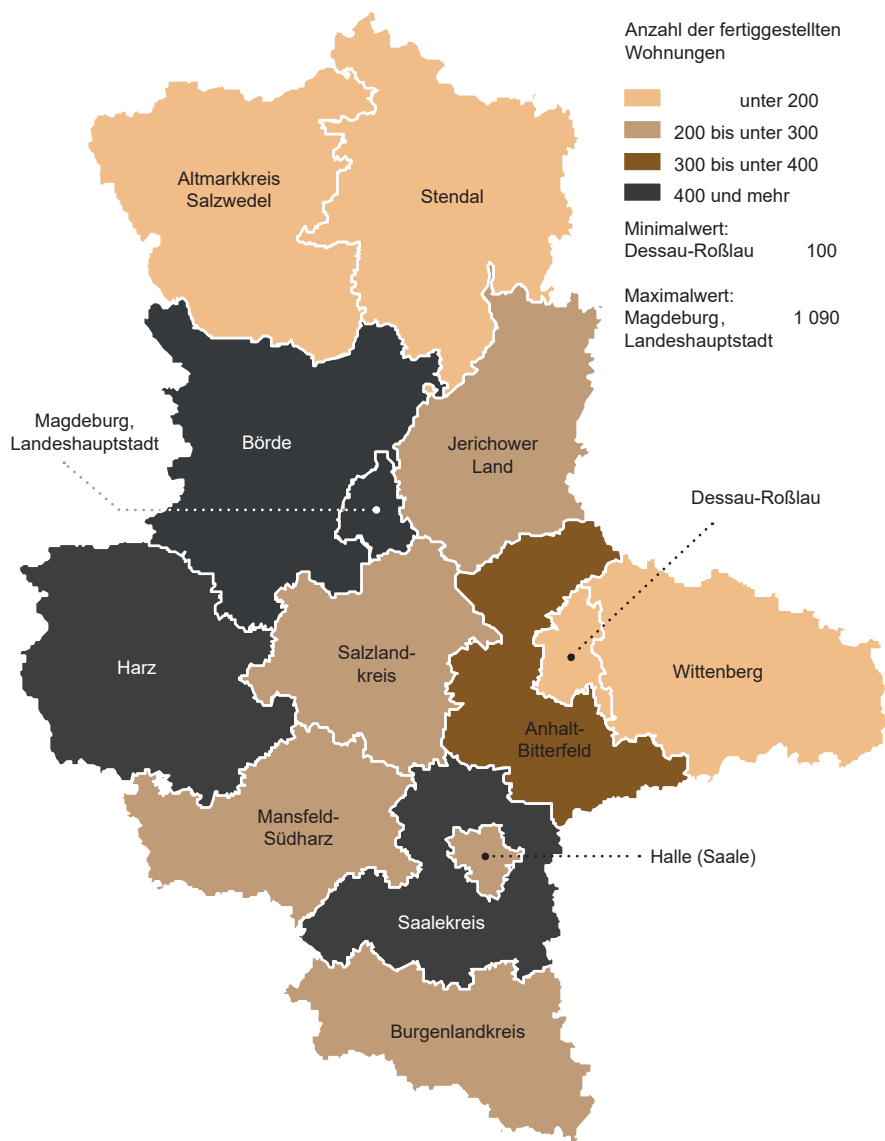 Anzahl der fertiggestellten
Wohnungen
unter 200
200 bis unter 300
300 bis unter 400
400 und mehr
Minimalwert:
Dessau-Roßlau 100
Maximalwert:
Magdeburg, 1 090
Landeshauptstadt
Altmarkkreis
Salzwedel
Stendal
Magdeburg,
Landeshauptstadt
Börde
Jerichower
Land
Dessau-Roßlau
Harz
Salzland-
kreis
Wittenberg
Anhalt-
Bitterfeld
Mansfeld-
Südharz
Halle (Saale)
Saalekreis
Burgenlandkreis